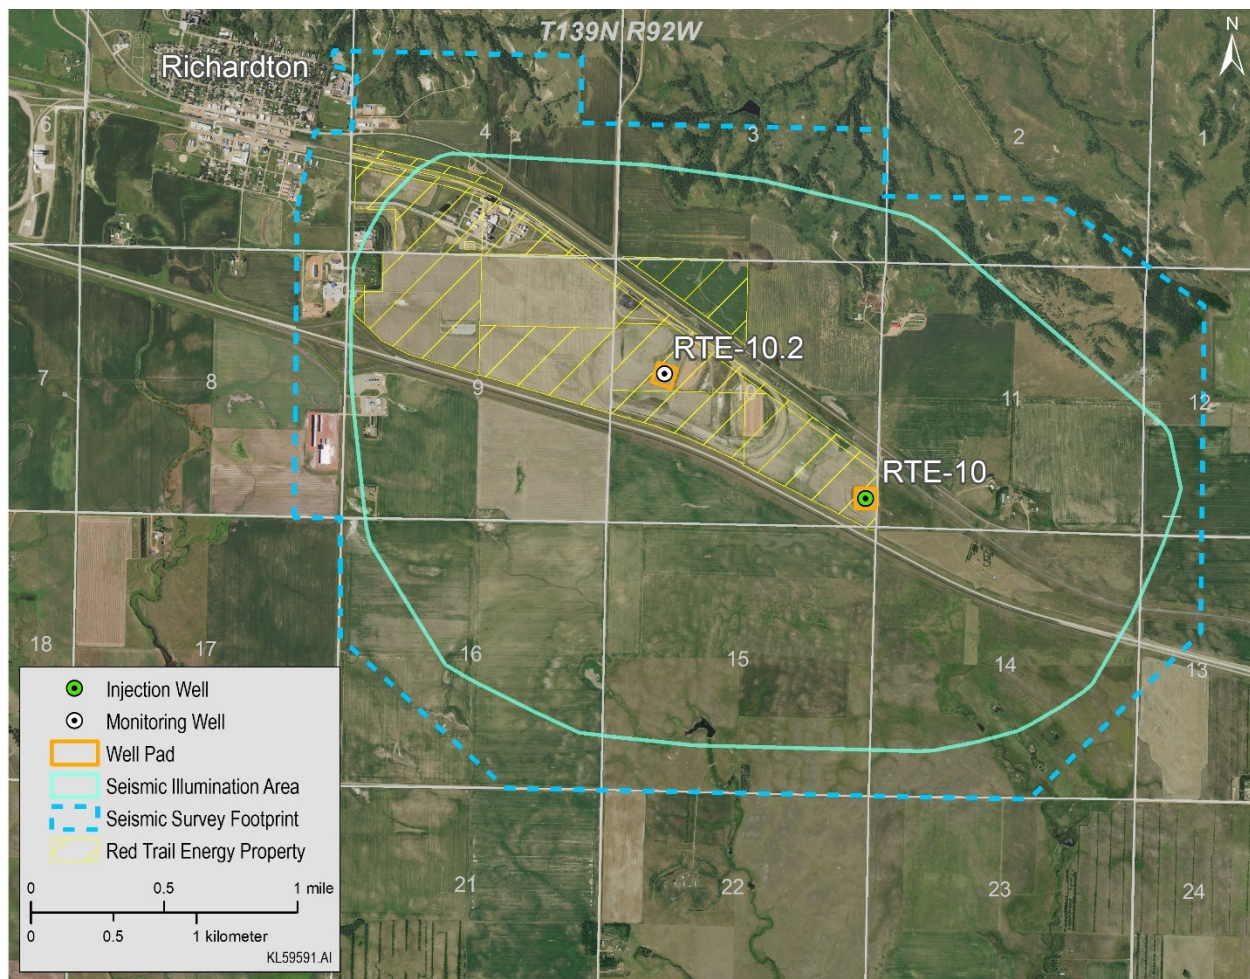 T139N R92W
N
Richardton
6
5
4
3
2
1
RTE-10.2
7
8
9
10
11
12
RTE-10
18
17
16
15
14
13
Injection Well
Monitoring Well
Well Pad
Seismic Illumination Area
Seismic Survey Footprint
Red Trail Energy Property
0 0.5 1 mile
0 0.5 1 kilometer
KL59591.AI
21
22
23
24